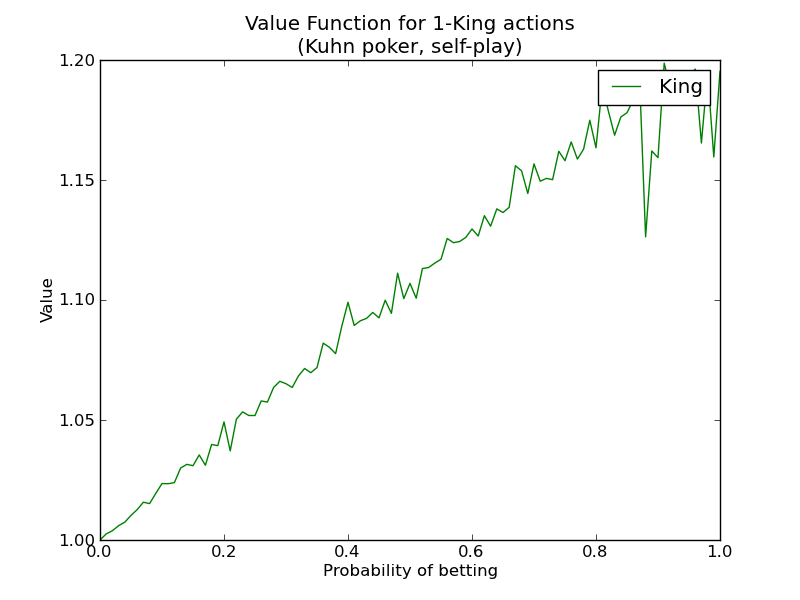 Value Function for 1-King actions
(Kuhn poker, self-play)
King
1.20
1.15
1.10
1.05
1.00
Value
0.0 0.2 0.4 0.6 0.8 1.0
Probability of betting